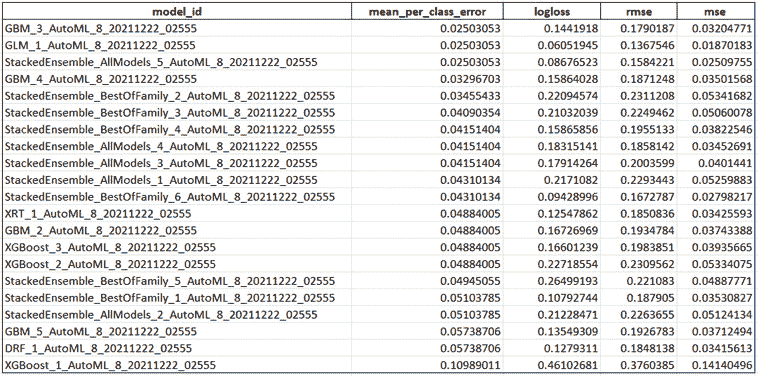 model_id mean_per_class_error logloss rmse mse
GBM_3_AutoML_8_20211222_02555 0.02503053 0.1441918 0.1790187 0.03204771
GLM_1_AutoML_8_20211222_02555 0.02503053 0.06051945 0.1367546 0.01870183
StackedEnsemble_AllModels_5_AutoML_8_20211222_02555 0.02503053 0.08676523 0.1584221 0.02509755
GBM_4_AutoML_8_20211222_02555 0.03296703 0.15864028 0.1871248 0.03501568
StackedEnsemble_BestOfFamily_2_AutoML_8_20211222_02555 0.03455433 0.22094574 0.2311208 0.05341682
StackedEnsemble_BestOfFamily_3_AutoML_8_20211222_02555 0.04090354 0.21032039 0.2249462 0.05060078
StackedEnsemble_BestOfFamily_4_AutoML_8_20211222_02555 0.04151404 0.15865856 0.1955133 0.03822546
StackedEnsemble_AllModels_4_AutoML_8_20211222_02555 0.04151404 0.18315141 0.1858142 0.03452691
StackedEnsemble_AllModels_3_AutoML_8_20211222_02555 0.04151404 0.17914264 0.2003599 0.0401441
StackedEnsemble_AllModels_1_AutoML_8_20211222_02555 0.04310134 0.2171082 0.2293443 0.05259883
StackedEnsemble_BestOfFamily_6_AutoML_8_20211222_02555 0.04310134 0.09428996 0.1672787 0.02798217
XRT_1_AutoML_8_20211222_02555 0.04884005 0.12547862 0.1850836 0.03425593
GBM_2_AutoML_8_20211222_02555 0.04884005 0.16726969 0.1934784 0.03743388
XGBoost_3_AutoML_8_20211222_02555 0.04884005 0.16601239 0.1983851 0.03935665
XGBoost_2_AutoML_8_20211222_02555 0.04884005 0.22718554 0.2309562 0.05334075
StackedEnsemble_BestOfFamily_5_AutoML_8_20211222_02555 0.04945055 0.26499193 0.221083 0.04887771
StackedEnsemble_BestOfFamily_1_AutoML_8_20211222_02555 0.05103785 0.10792744 0.187905 0.03530827
StackedEnsemble_AllModels_2_AutoML_8_20211222_02555 0.05103785 0.21228471 0.2263655 0.05124134
GBM_5_AutoML_8_20211222_02555 0.05738706 0.13549309 0.1926783 0.03712494
DRF_1_AutoML_8_20211222_02555 0.05738706 0.1279311 0.1848138 0.03415613
XGBoost_1_AutoML_8_20211222_02555 0.10989011 0.46102681 0.3760385 0.14140496